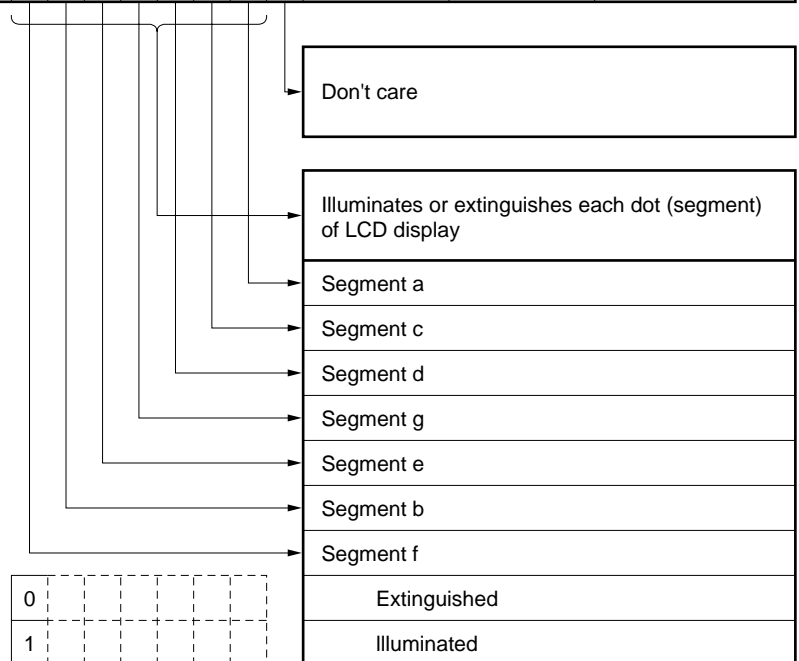 Don't care
Illuminates or extinguishes each dot (segment)
of LCD display
Segment a
Segment c
Segment d
Segment g
Segment e
Segment b
Segment f
0 Extinguished
1 Illuminated